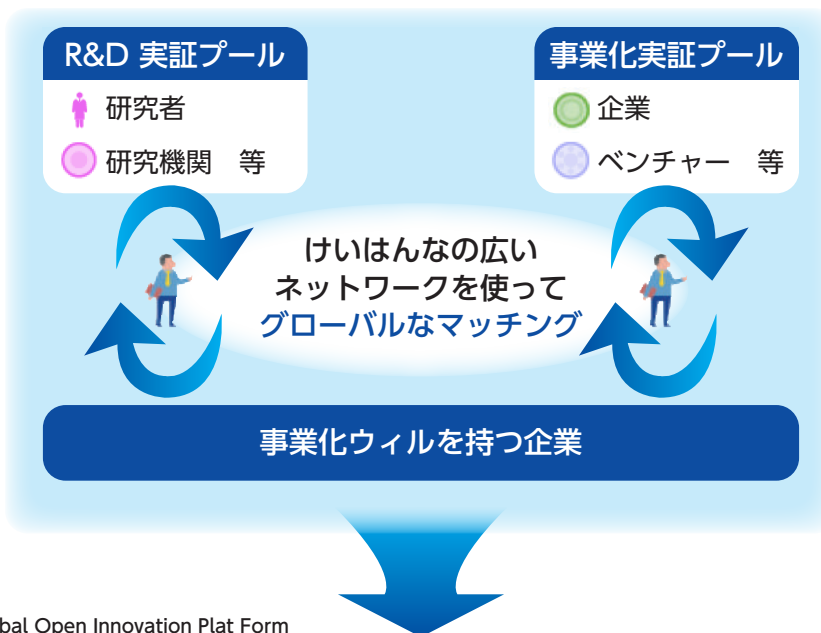 R&D 実証プール
研究者
研究機関　等
事業化実証プール
企業
ベンチャー　等
けいはんなの広い
ネットワークを使って
グローバルなマッチング
事業化ウィルを持つ企業
bal Open Innovation Plat Form